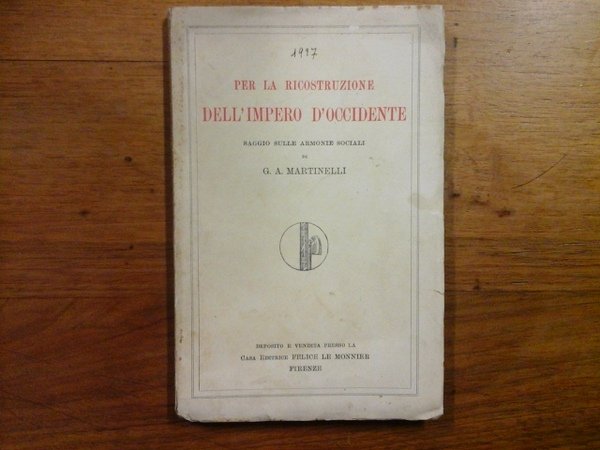 1927
PER LA RICOSTRUZIONE
DELL'IMPERO D'OCCIDENTE
SAGGIO SULLE ARMONIE SOCIALI
DI
G. A. MARTINELLI
DEPOSITO E VENDITA PRESSO LA
CASA EDITRICE FELICE LE MONNIER
FIRENZE